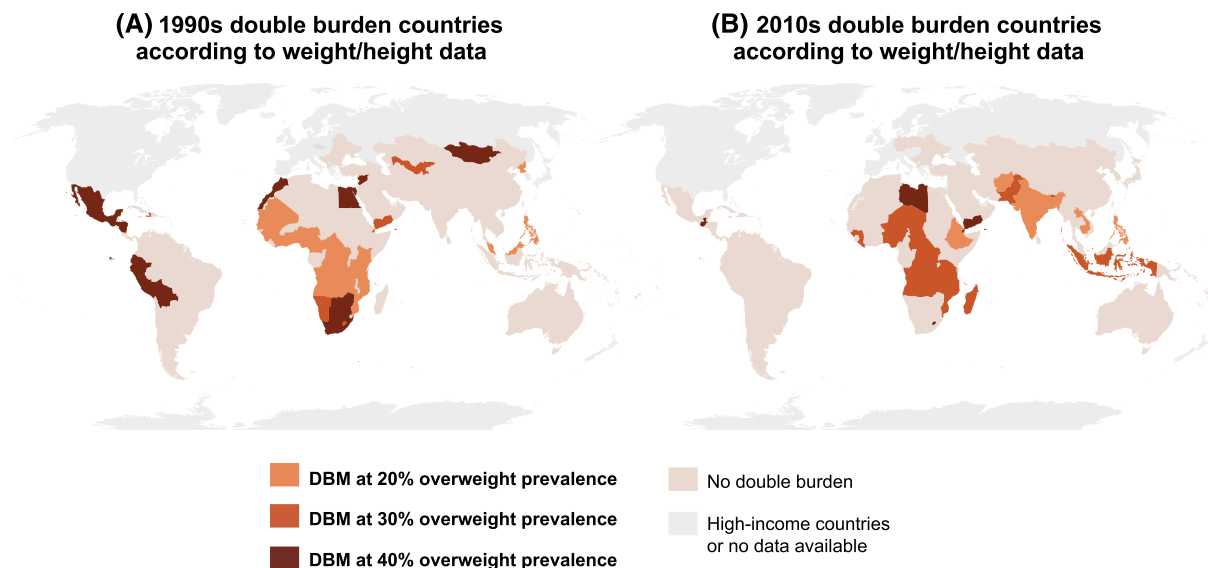 (A) 1990s double burden countries
according to weight/height data
(B) 2010s double burden countries
according to weight/height data
DBM at 20% overweight prevalence
DBM at 30% overweight prevalence
DBM at 40% overweight prevalence
No double burden
High-income countries
or no data available